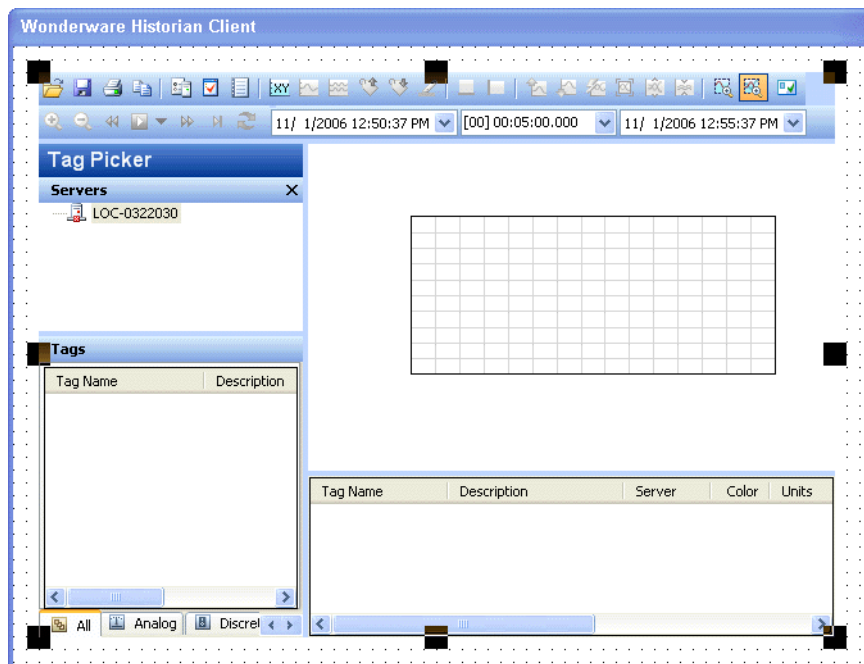 Wonderware Historian Client
XY
11/ 1/2006 12:50:37 PM [00] 00:05:00.000 11/ 1/2006 12:55:37 PM
Tag Picker
Servers
LOC-0322030
Tags
Tag Name Description
Tag Name Description Server Color Units
All Analog Discre